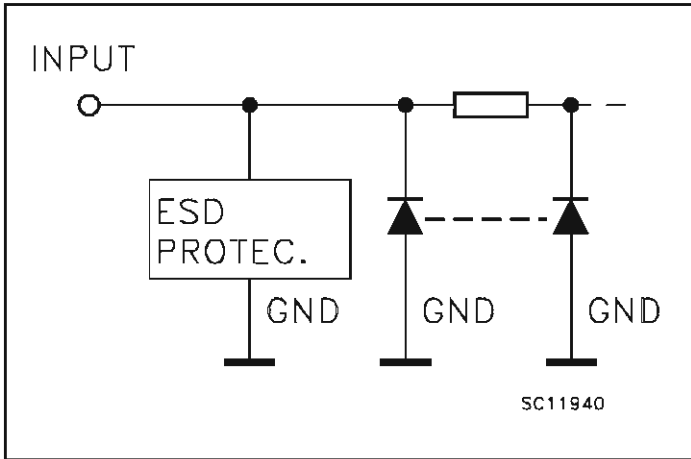 INPUT
ESD
PROTEC.
GND
GND
GND
SC11940